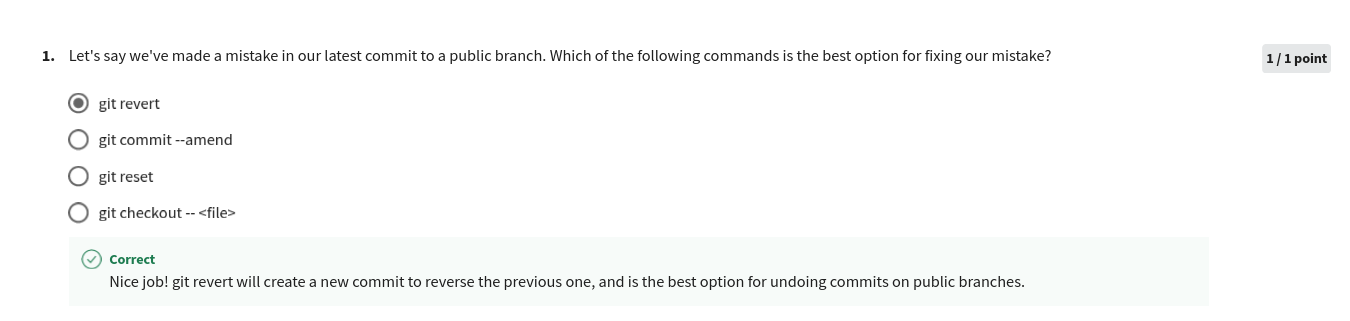 1. Let's say we've made a mistake in our latest commit to a public branch. Which of the following commands is the best option for fixing our mistake?
1 / 1 point
git revert
git commit --amend
git reset
git checkout -- <file>
Correct
Nice job! git revert will create a new commit to reverse the previous one, and is the best option for undoing commits on public branches.